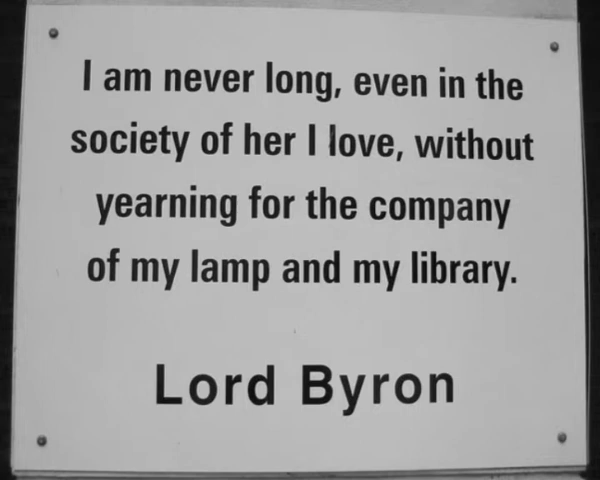 I am never long, even in the
society of her I love, without
yearning for the company
of my lamp and my library.
Lord Byron